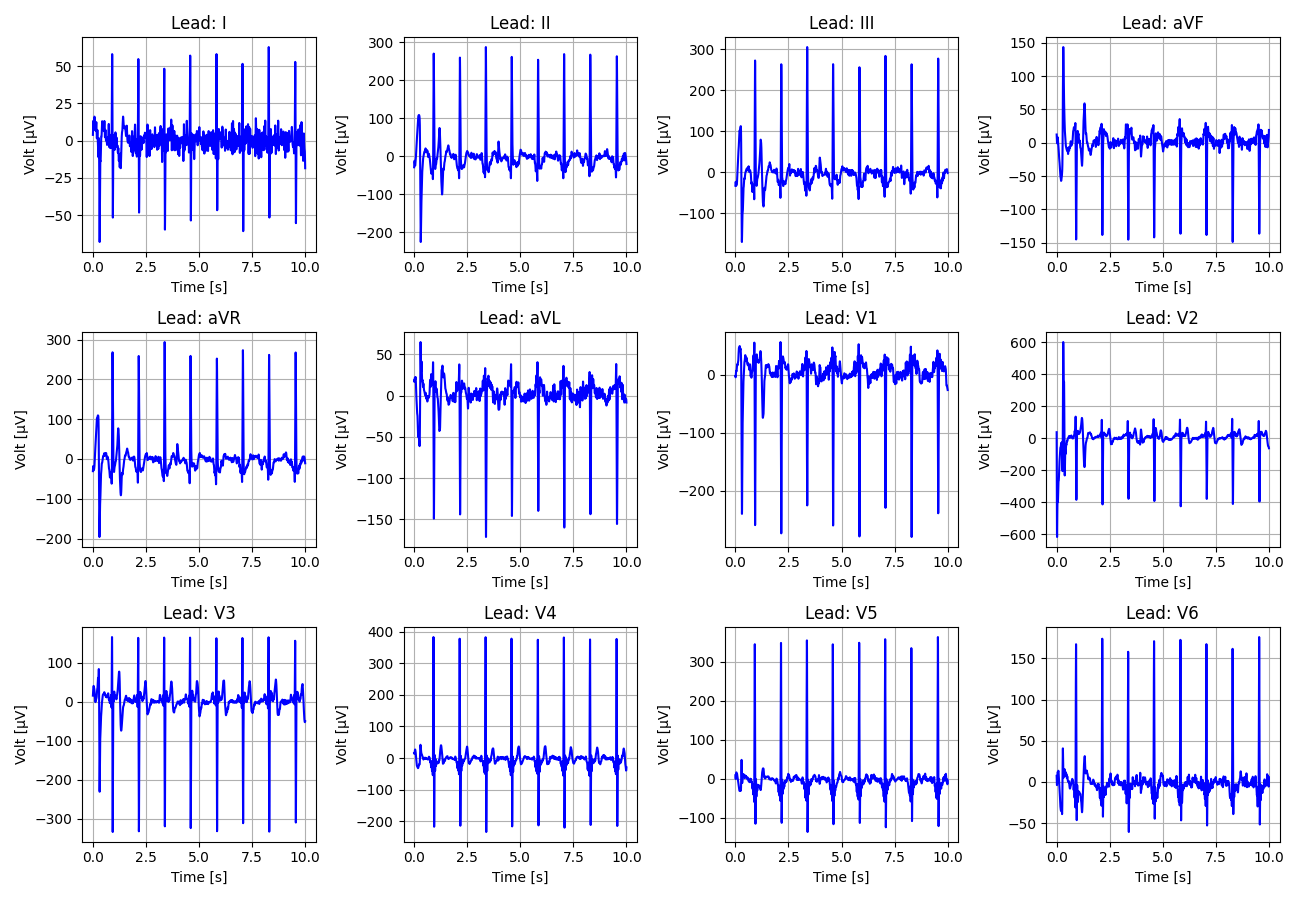 Lead: I
Volt [µV]
50
25
0
−25
−50
0.0 2.5 5.0 7.5 10.0
Time [s]
Lead: II
Volt [µV]
300
200
100
0
−100
−200
0.0 2.5 5.0 7.5 10.0
Time [s]
Lead: III
Volt [µV]
300
200
100
0
−100
0.0 2.5 5.0 7.5 10.0
Time [s]
Lead: aVF
Volt [µV]
150
100
50
0
−50
−100
−150
0.0 2.5 5.0 7.5 10.0
Time [s]
Lead: aVR
Volt [µV]
300
200
100
0
−100
−200
0.0 2.5 5.0 7.5 10.0
Time [s]
Lead: aVL
Volt [µV]
50
0
−50
−100
−150
0.0 2.5 5.0 7.5 10.0
Time [s]
Lead: V1
Volt [µV]
0
−100
−200
0.0 2.5 5.0 7.5 10.0
Time [s]
Lead: V2
Volt [µV]
600
400
200
0
−200
−400
−600
0.0 2.5 5.0 7.5 10.0
Time [s]
Lead: V3
Volt [µV]
100
0
−100
−200
−300
0.0 2.5 5.0 7.5 10.0
Time [s]
Lead: V4
Volt [µV]
400
300
200
100
0
−100
−200
0.0 2.5 5.0 7.5 10.0
Time [s]
Lead: V5
Volt [µV]
300
200
100
0
−100
0.0 2.5 5.0 7.5 10.0
Time [s]
Lead: V6
Volt [µV]
150
100
50
0
−50
0.0 2.5 5.0 7.5 10.0
Time [s]